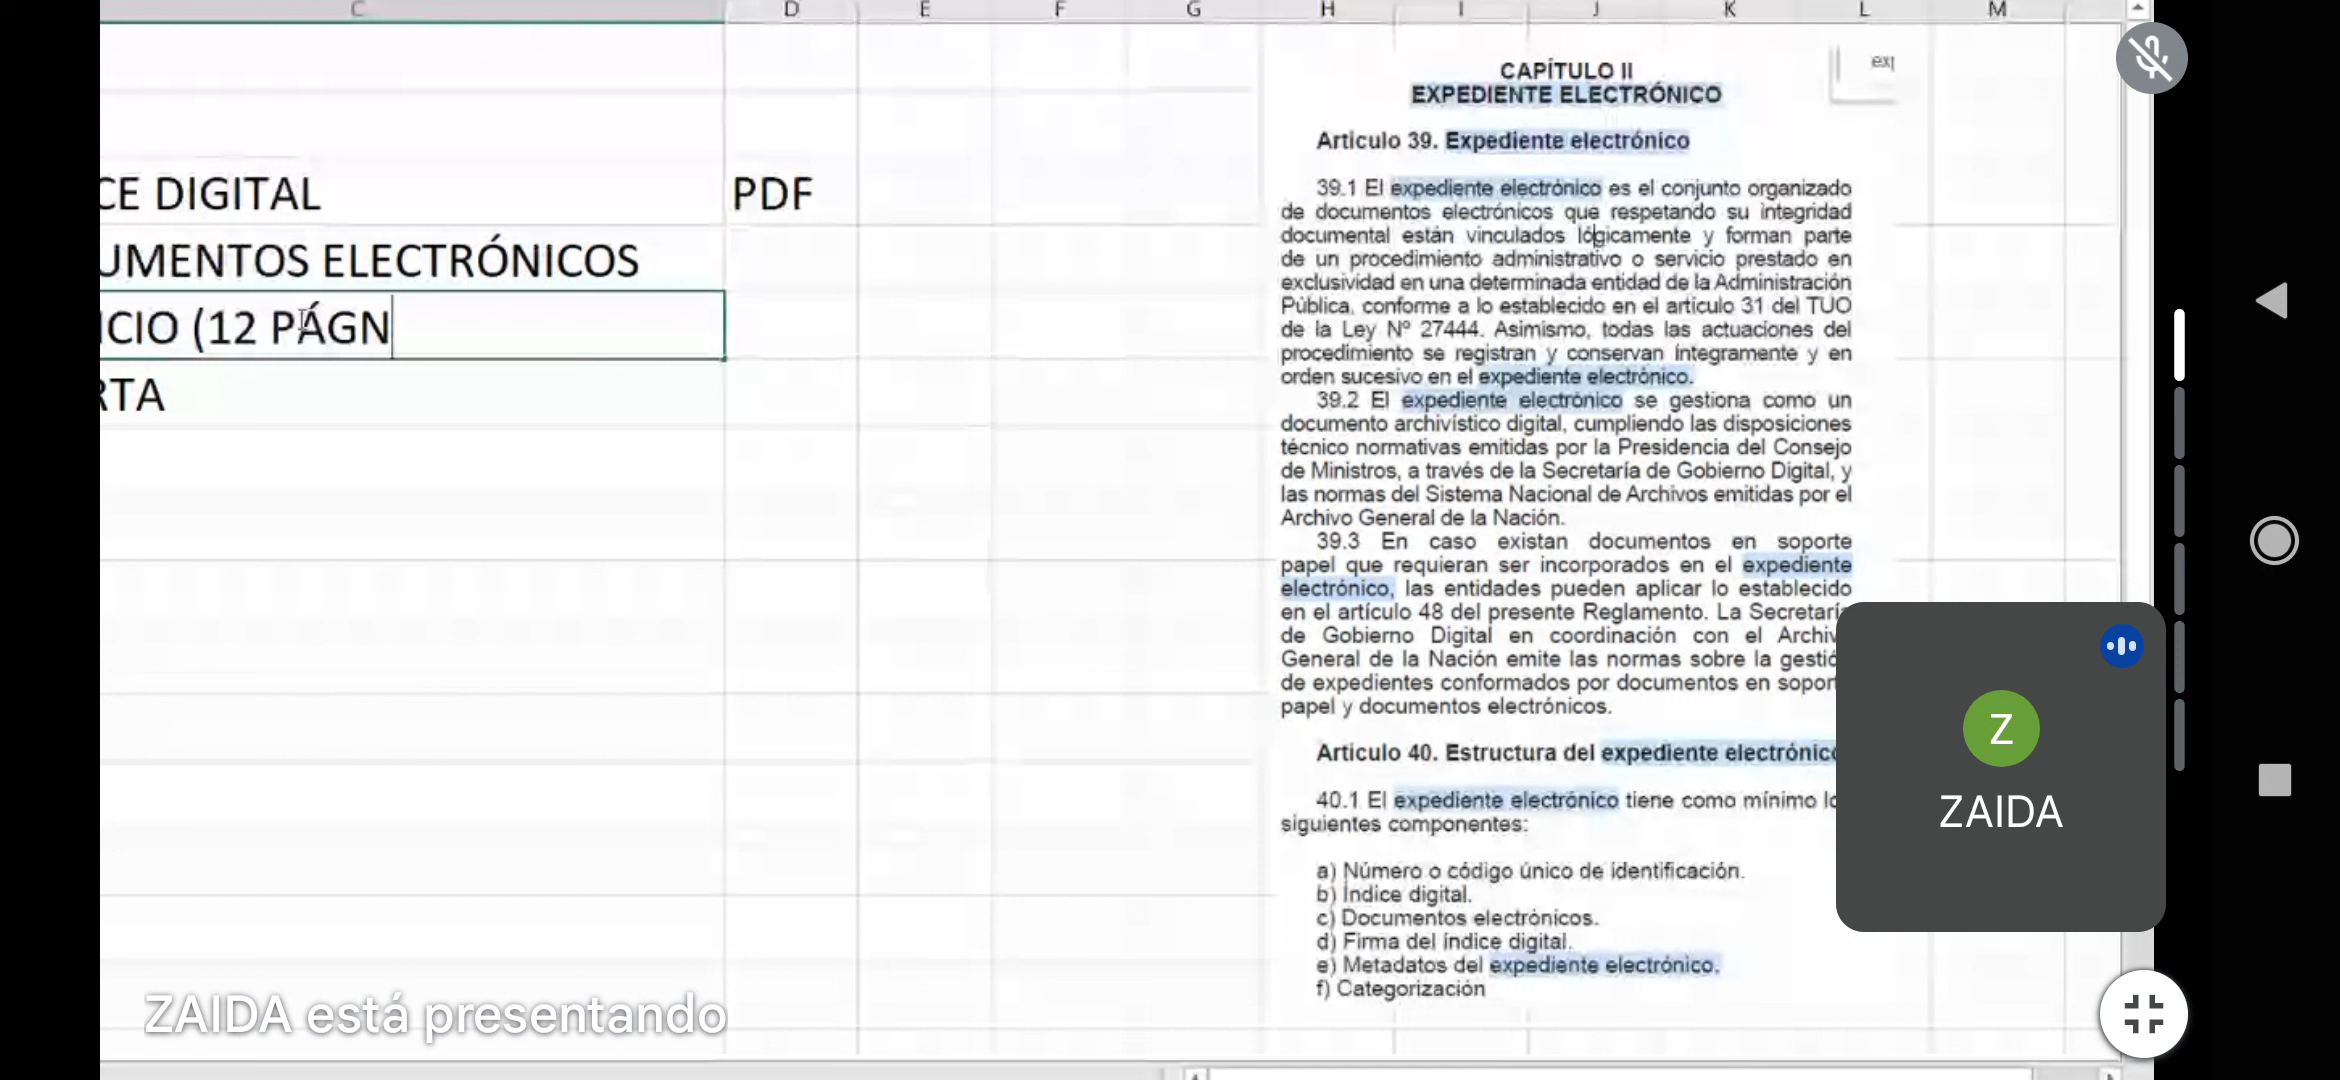 C D E F G H I J K L M
CE DIGITAL PDF
UMENTOS ELECTRÓNICOS
ICIO (12 PÁGN
RTA
CAPÍTULO II
EXPEDIENTE ELECTRÓNICO
Artículo 39. Expediente electrónico
39.1 El expediente electrónico es el conjunto organizado
de documentos electrónicos que respetando su integridad
documental están vinculados lógicamente y forman parte
de un procedimiento administrativo o servicio prestado en
exclusividad en una determinada entidad de la Administración
Pública, conforme a lo establecido en el artículo 31 del TUO
de la Ley Nº 27444. Asimismo, todas las actuaciones del
procedimiento se registran y conservan íntegramente y en
orden sucesivo en el expediente electrónico.
39.2 El expediente electrónico se gestiona como un
documento archivístico digital, cumpliendo las disposiciones
técnico normativas emitidas por la Presidencia del Consejo
de Ministros, a través de la Secretaría de Gobierno Digital, y
las normas del Sistema Nacional de Archivos emitidas por el
Archivo General de la Nación.
39.3 En caso existan documentos en soporte
papel que requieran ser incorporados en el expediente
electrónico, las entidades pueden aplicar lo establecido
en el artículo 48 del presente Reglamento. La Secretaría
de Gobierno Digital en coordinación con el Archiv
General de la Nación emite las normas sobre la gestió
de expedientes conformados por documentos en soport
papel y documentos electrónicos.
Artículo 40. Estructura del expediente electrónico
40.1 El expediente electrónico tiene como mínimo lo
siguientes componentes:
a) Número o código único de identificación.
b) Índice digital.
c) Documentos electrónicos.
d) Firma del índice digital.
e) Metadatos del expediente electrónico.
f) Categorización
Z
ZAIDA
ZAIDA está presentando